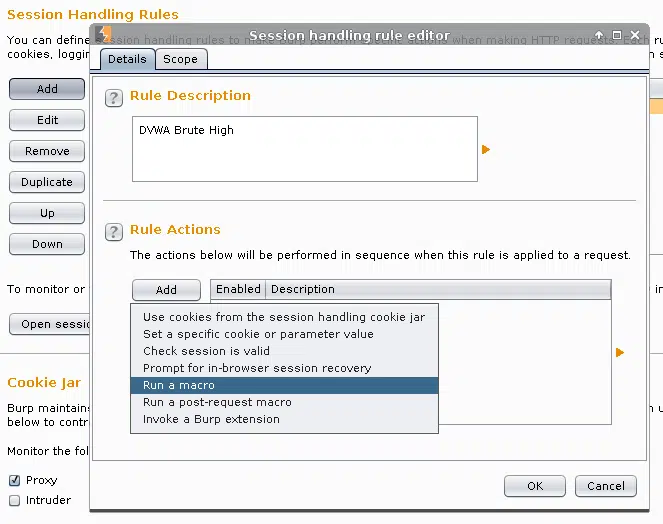 Session Handling Rules
Session handling rule editor
You can define session handling rules to make Burp perform specific actions when making HTTP requests. Each ru
cookies, loggin
Details
Scope
Add
Edit
Remove
Duplicate
Up
Down
To monitor or
Open sessi
Rule Description
DVWA Brute High
Rule Actions
The actions below will be performed in sequence when this rule is applied to a request.
Add
Enabled
Description
Use cookies from the session handling cookie jar
Set a specific cookie or parameter value
Check session is valid
Prompt for in-browser session recovery
Run a macro
Run a post-request macro
Invoke a Burp extension
in
Cookie Jar
Burp maintains
below to contr
Monitor the fol
Proxy
Intruder
OK
Cancel